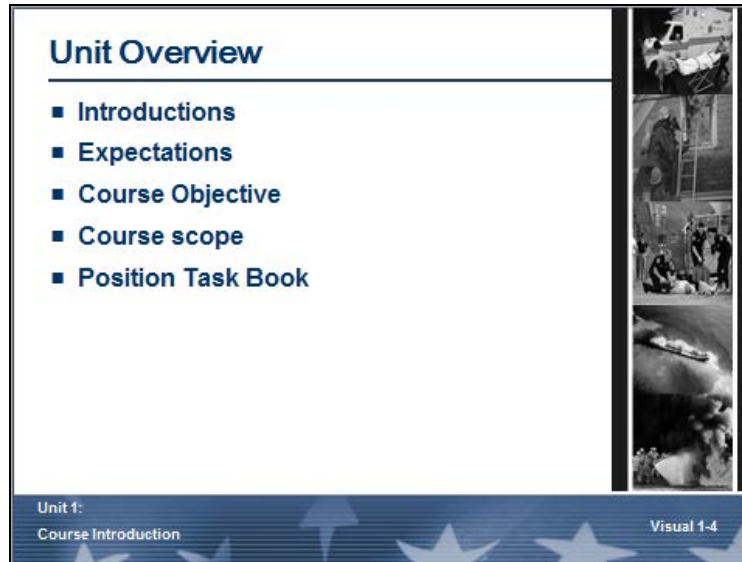 Unit Overview
Introductions
Expectations
Course Objective
Course scope
Position Task Book
Unit 1:
Course Introduction
Visual 1-4